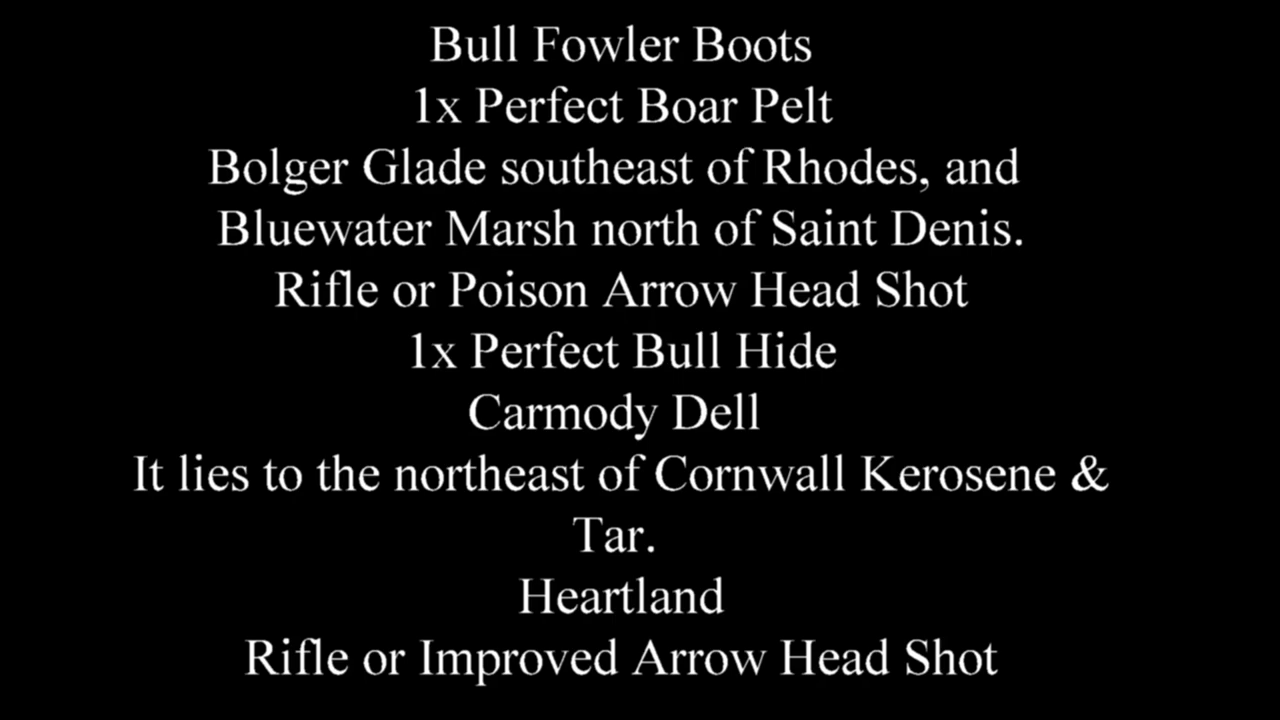 Bull Fowler Boots
1x Perfect Boar Pelt
Bolger Glade southeast of Rhodes, and
Bluewater Marsh north of Saint Denis.
Rifle or Poison Arrow Head Shot
1x Perfect Bull Hide
Carmody Dell
It lies to the northeast of Cornwall Kerosene &
Tar.
Heartland
Rifle or Improved Arrow Head Shot